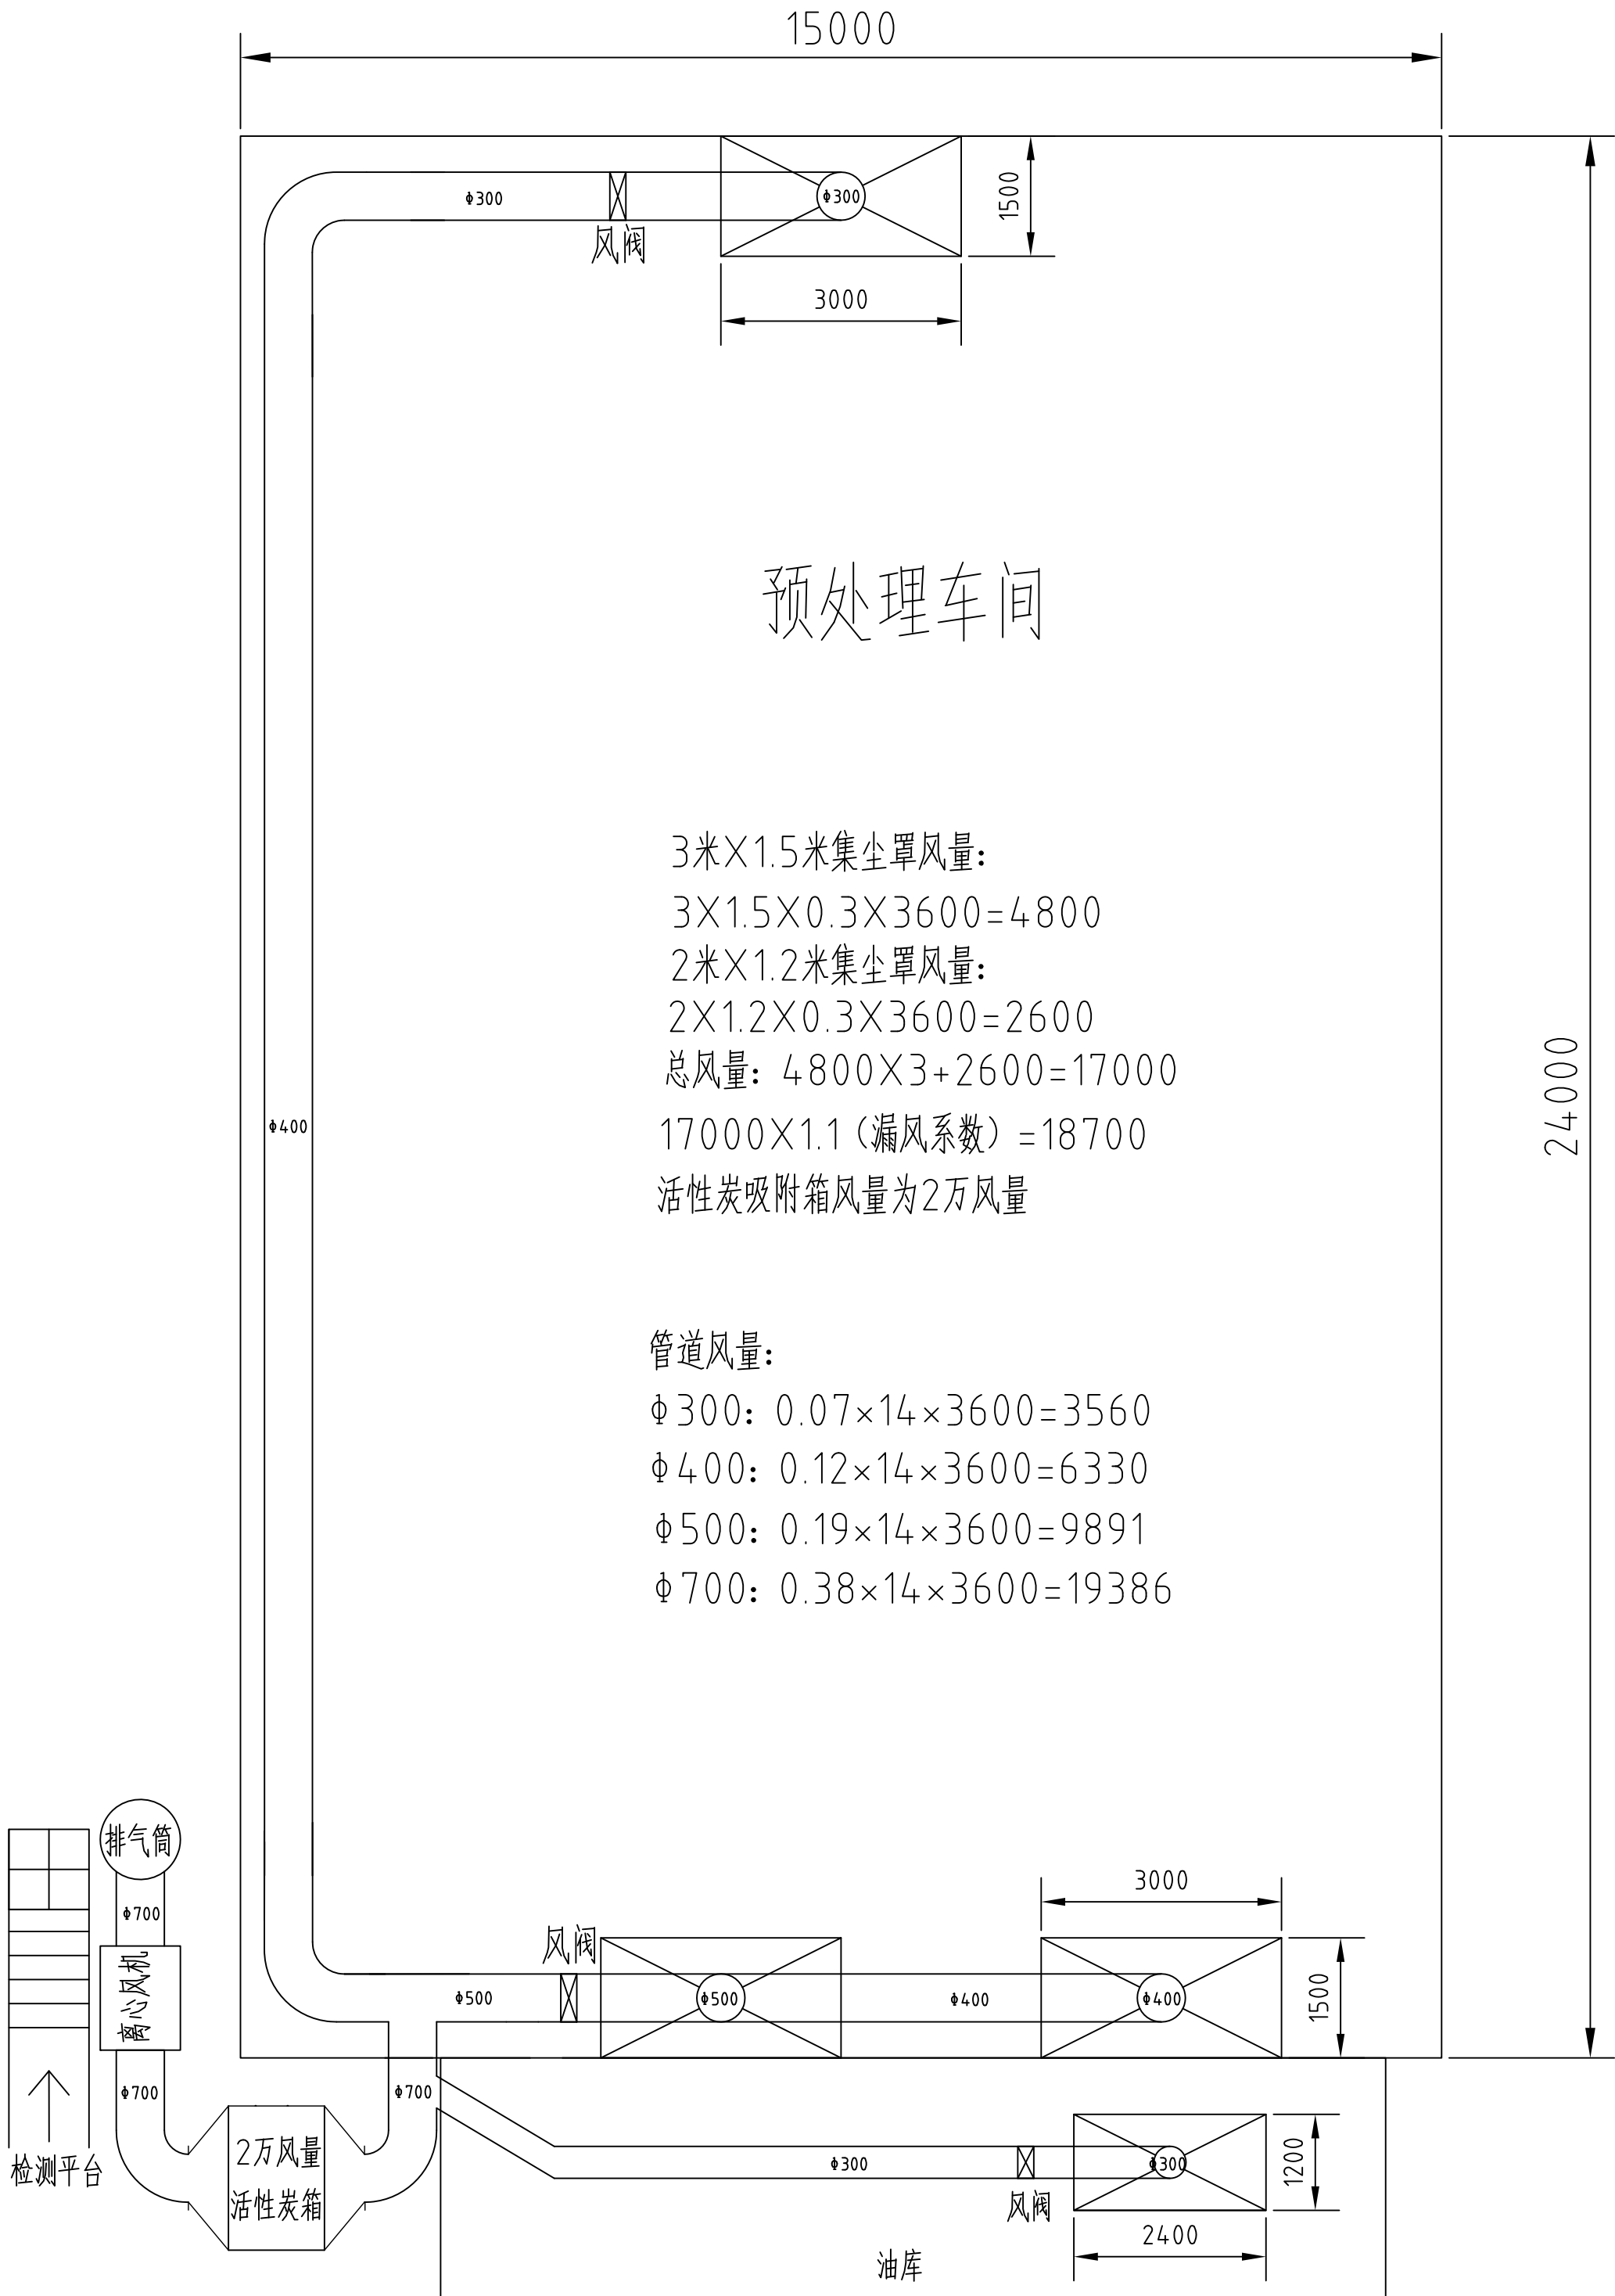 15000
Φ300
Φ300
风阀
1500
3000
预处理车间
3米X1.5米集尘罩风量:
3X1.5X0.3X3600=4800
2米X1.2米集尘罩风量:
2X1.2X0.3X3600=2600
总风量: 4800X3+2600=17000
17000X1.1(漏风系数) =18700
活性炭吸附箱风量为2万风量
24000
Φ400
管道风量:
Φ300: 0.07×14×3600=3560
Φ400: 0.12×14×3600=6330
Φ500: 0.19×14×3600=9891
Φ700: 0.38×14×3600=19386
排气筒
Φ700
离心风机
Φ700
检测平台
2万风量
活性炭箱
Φ700
风阀
Φ500
Φ500
Φ400
Φ400
3000
1500
Φ300
风阀
Φ300
1200
2400
油库